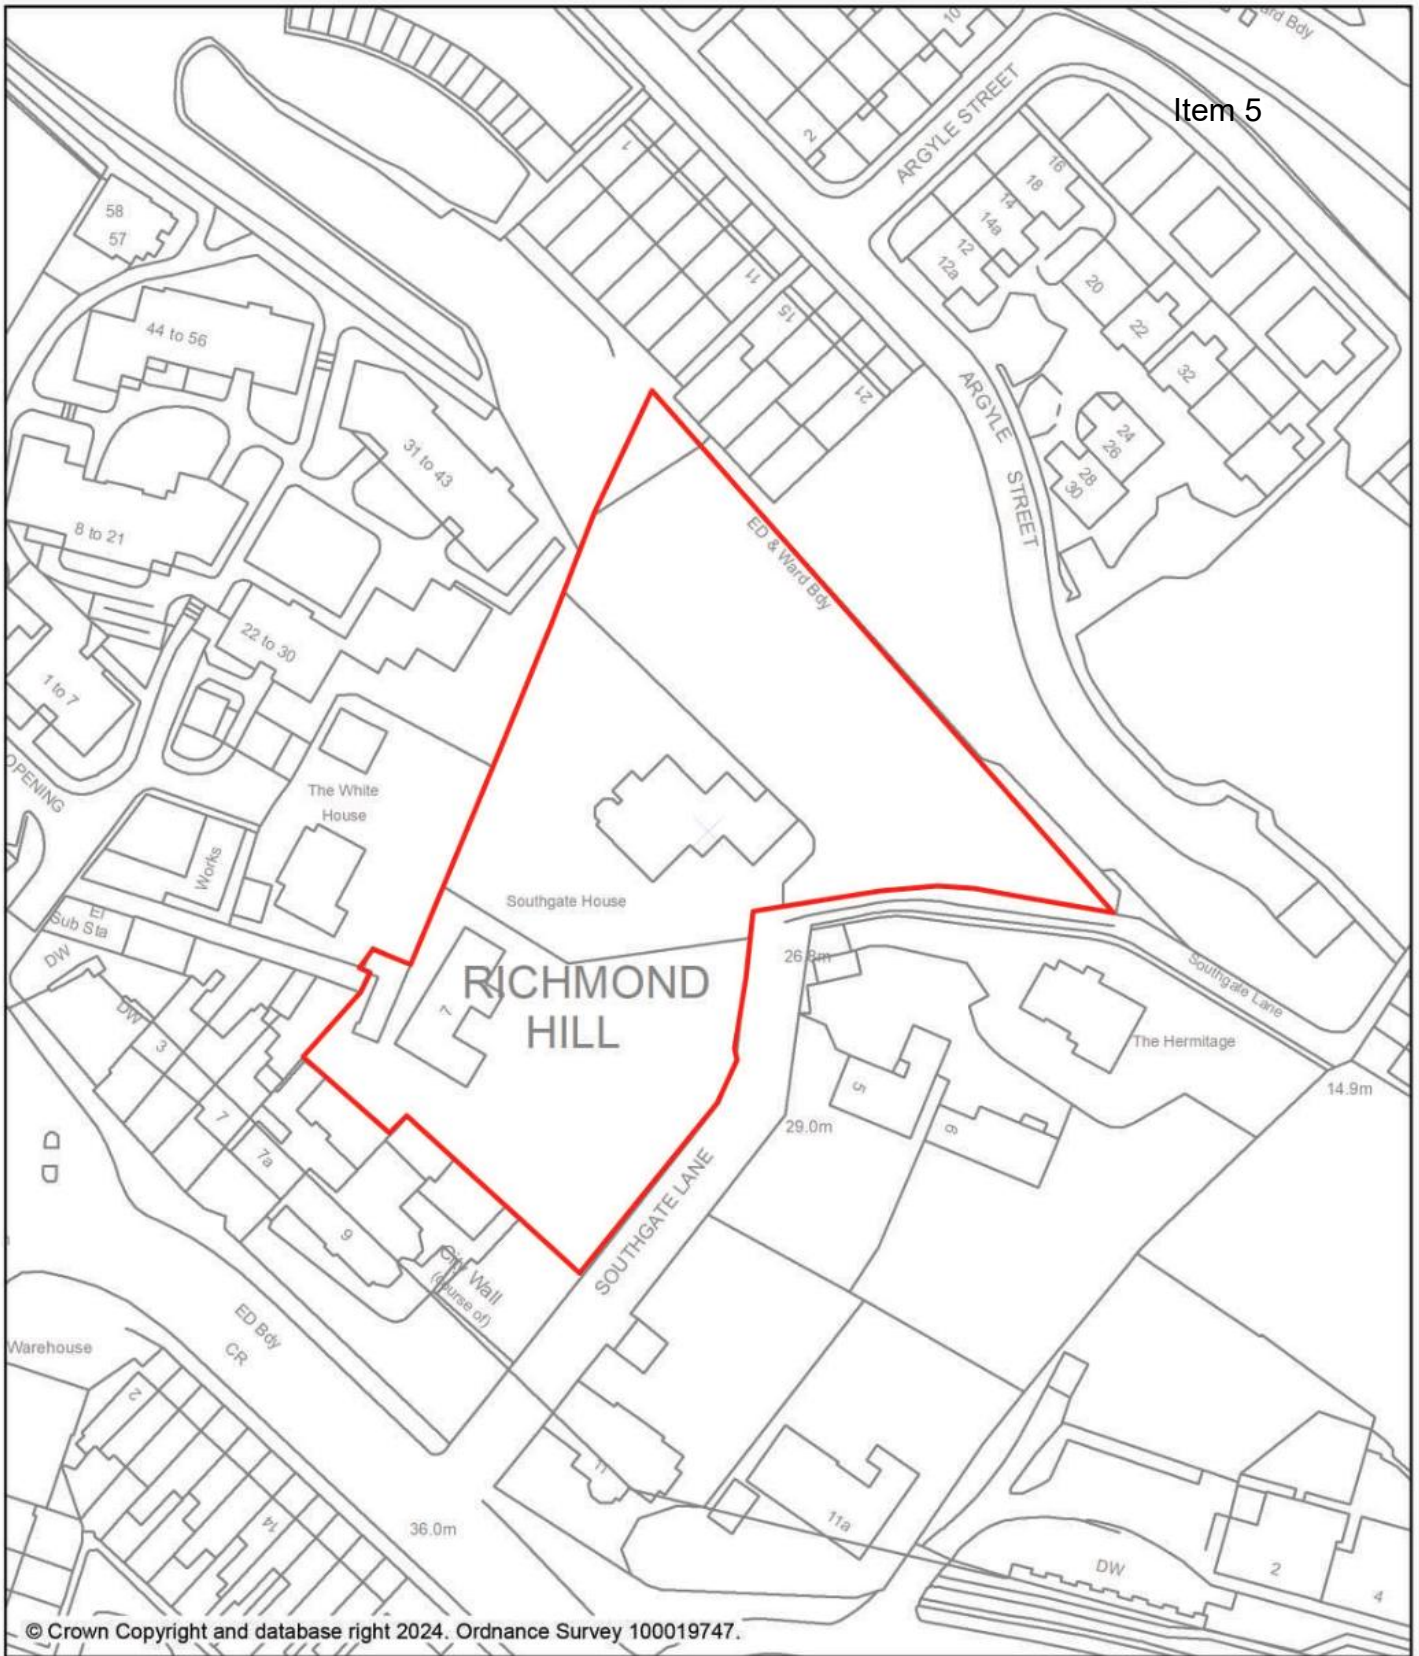 10
ard Bdy
Item 5
ARGYLE STREET
2
1
16
18
14
14a
12
12a
58
57
11
15
21
20
22
32
44 to 56
31 to 43
ARGYLE
STREET
24
26
28
30
8 to 21
ED & Ward Bdy
22 to 30
1 to 7
OPENING
The White
House
Works
El
Sub Sta
DW
DW
3
Southgate House
26.8m
RICHMOND
HILL
7
Southgate Lane
The Hermitage
14.9m
5
6
29.0m
7
7a
9
SOUTHGATE LANE
City Wall
(course of)
ED Bdy
CR
Warehouse
2
14
11
11a
36.0m
DW
2
4
© Crown Copyright and database right 2024. Ordnance Survey 100019747.